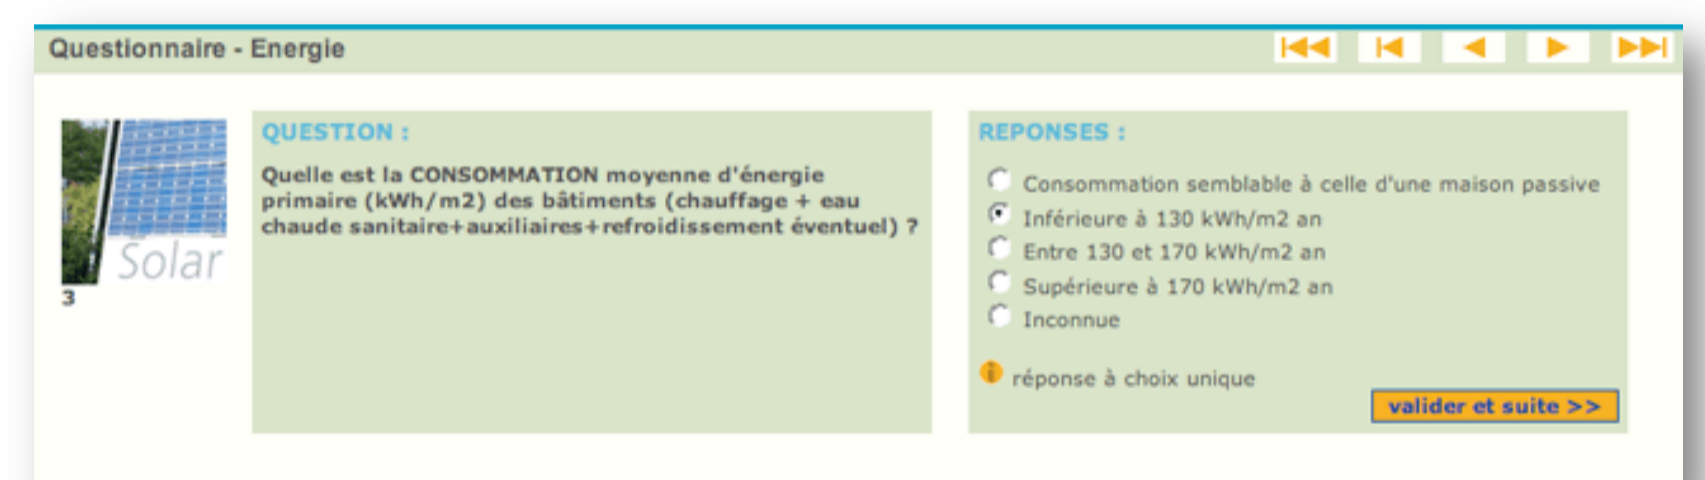 Questionnaire - Energie
Solar
3
QUESTION :
Quelle est la CONSOMMATION moyenne d'énergie
primaire (kWh/m2) des bâtiments (chauffage + eau
chaude sanitaire+auxiliaires+refroidissement éventuel) ?
REPONSES :
Consommation semblable à celle d'une maison passive
Inférieure à 130 kWh/m2 an
Entre 130 et 170 kWh/m2 an
Supérieure à 170 kWh/m2 an
Inconnue
i réponse à choix unique
valider et suite >>